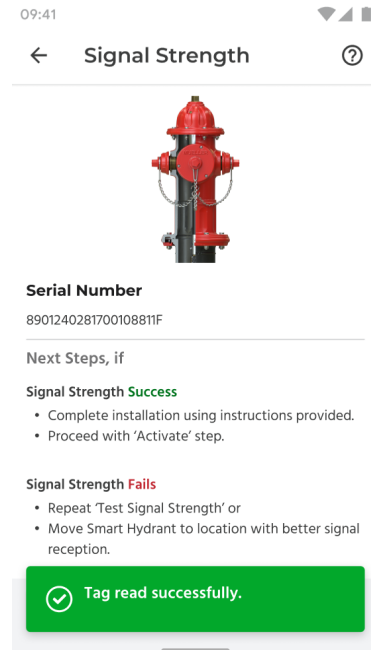 09:41
Signal Strength
Serial Number
8901240281700108811F
Next Steps, if
Signal Strength Success
• Complete installation using instructions provided.
• Proceed with ‘Activate’ step.
Signal Strength Fails
• Repeat ‘Test Signal Strength’ or
• Move Smart Hydrant to location with better signal
reception.
Tag read successfully.